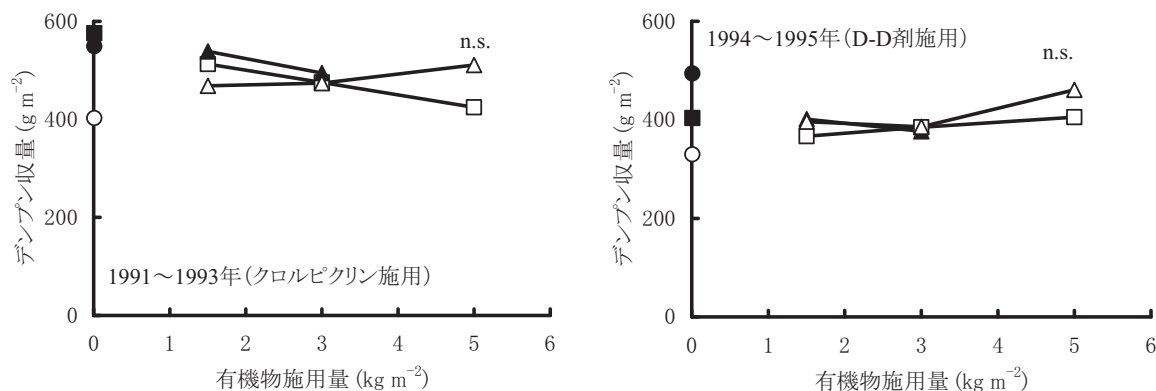 600
400
200
0
デンプン収量 (g m⁻²)
n.s.
1991～1993年(クロルピクリン施用)
0 1 2 3 4 5 6
有機物施用量 (kg m⁻²)
600
400
200
0
デンプン収量 (g m⁻²)
1994～1995年(D-D剤施用)
n.s.
0 1 2 3 4 5 6
有機物施用量 (kg m⁻²)